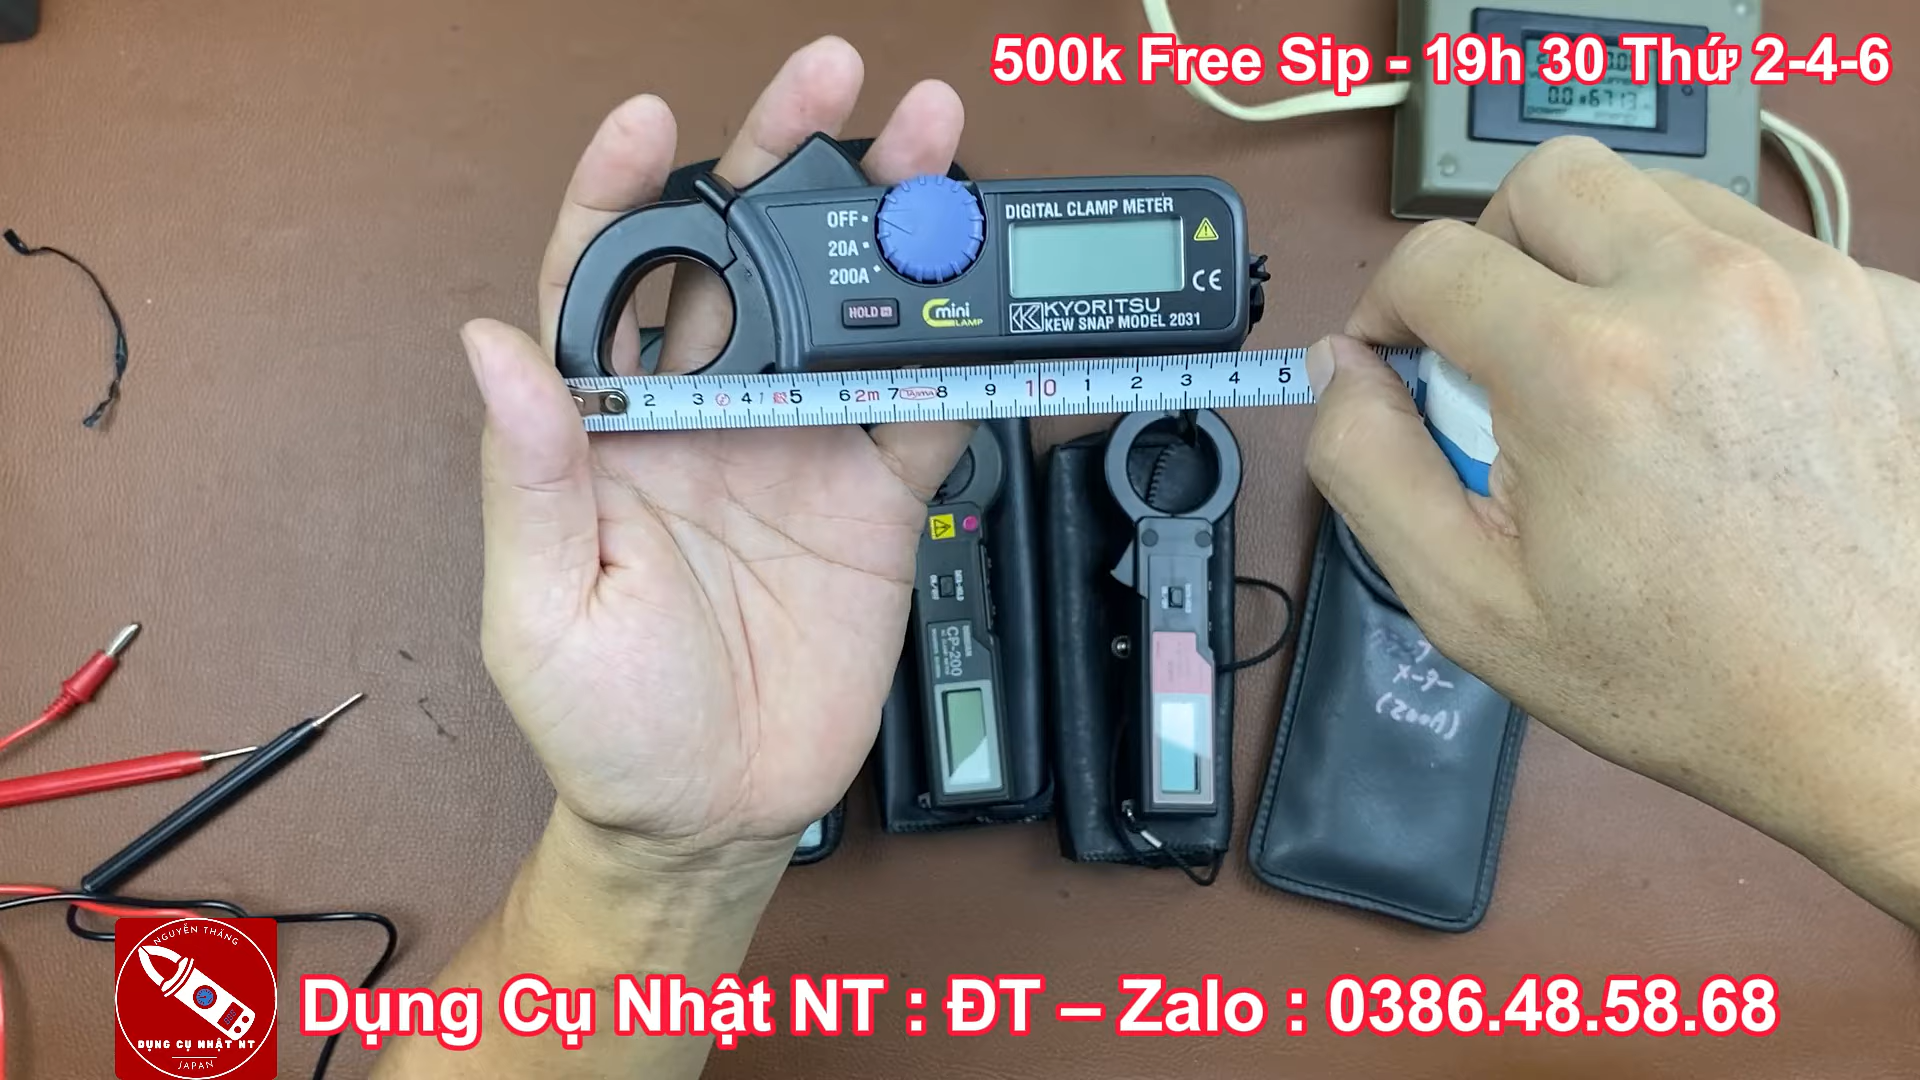 500k Free Sip - 19h 30 Thứ 2-4-6
OFF
20A
200A
HOLD
mini
CLAMP
DIGITAL CLAMP METER
CE
KYORITSU
KEW SNAP MODEL 2031
2 3 4 5 6 2m 7 8 9 10 1 2 3 4 5
CP-200
NGUYỄN THĂNG
DỤNG CỤ NHẬT NT
JAPAN
Dụng Cụ Nhật NT : ĐT – Zalo : 0386.48.58.68